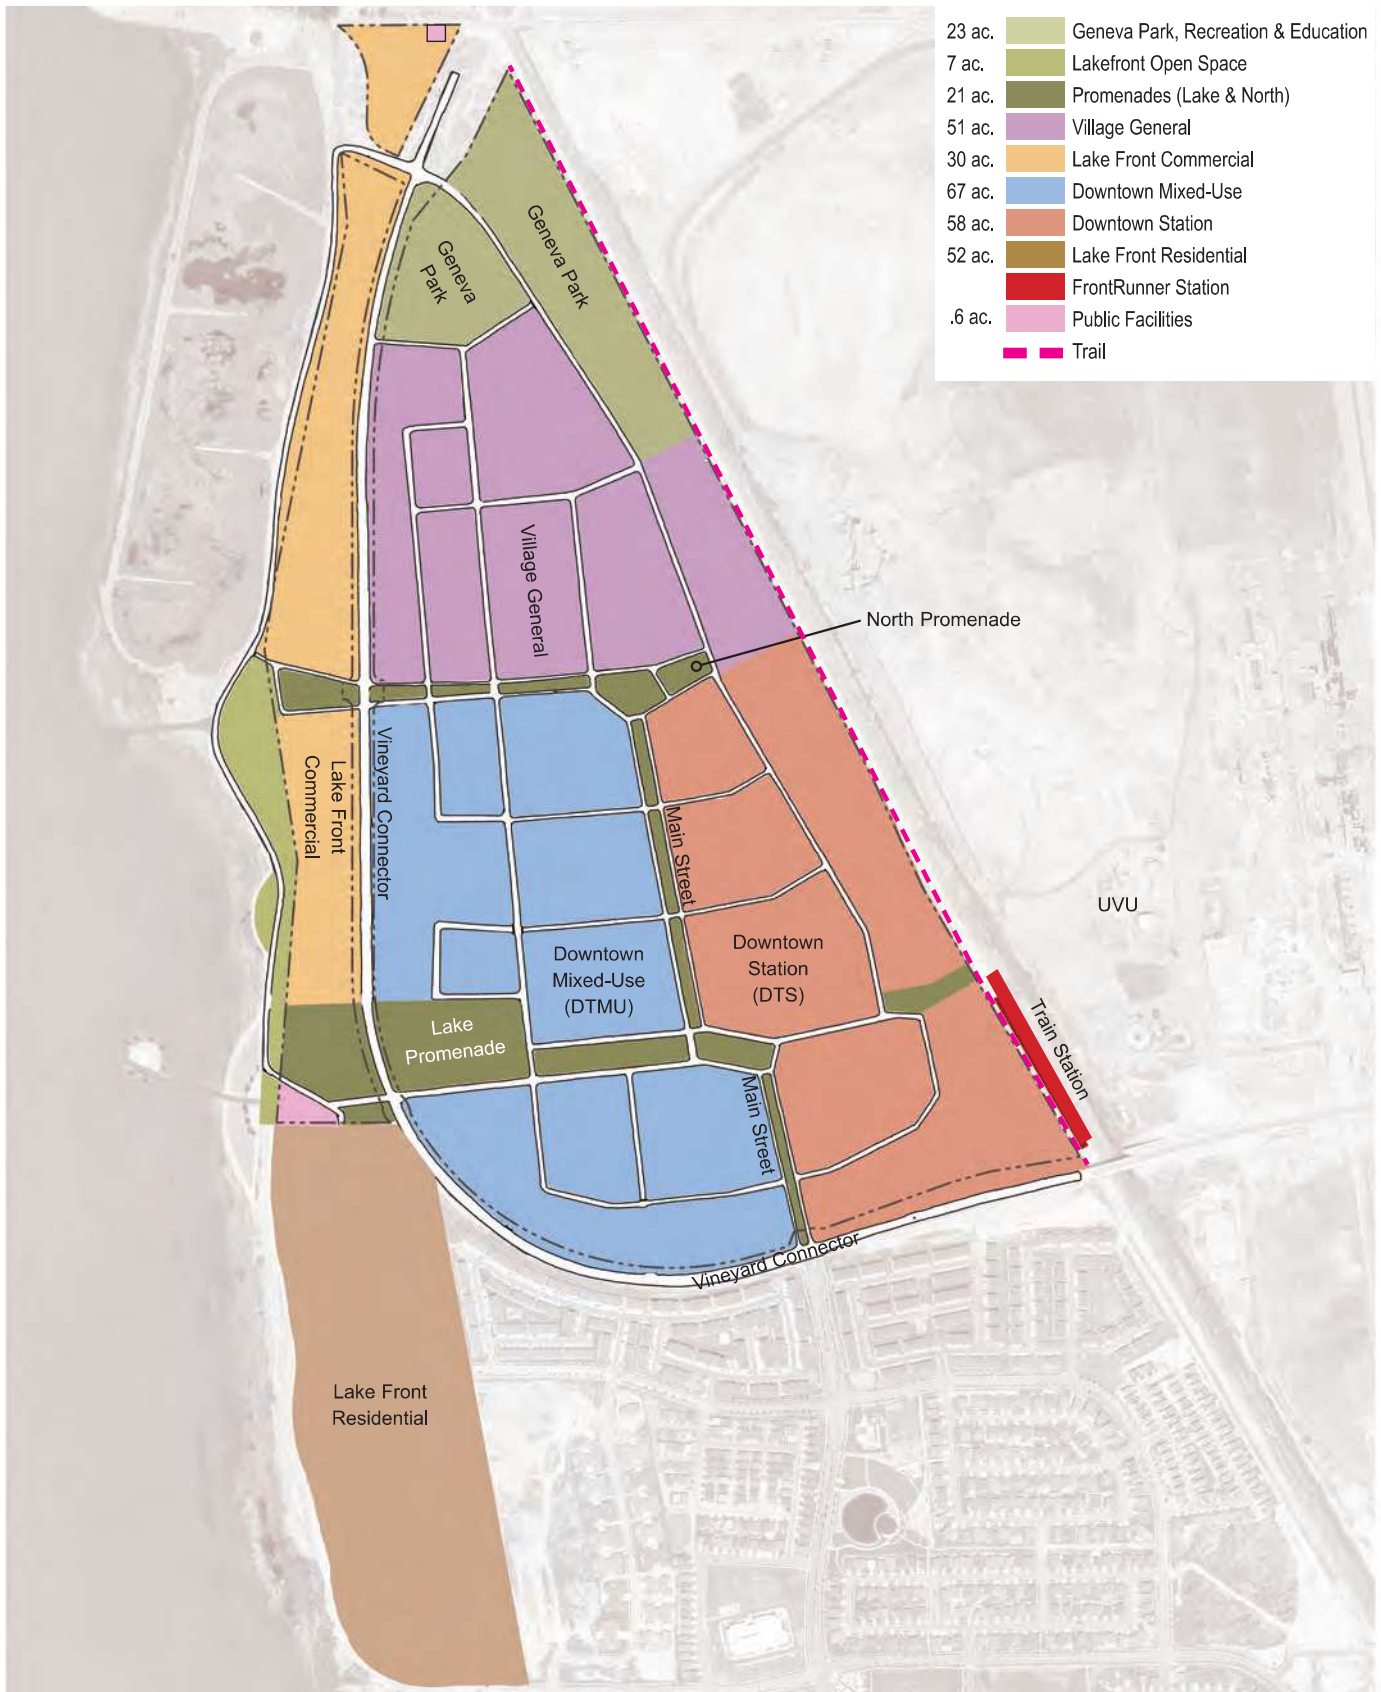 23 ac. Geneva Park, Recreation & Education
7 ac. Lakefront Open Space
21 ac. Promenades (Lake & North)
51 ac. Village General
30 ac. Lake Front Commercial
67 ac. Downtown Mixed-Use
58 ac. Downtown Station
52 ac. Lake Front Residential
FrontRunner Station
.6 ac. Public Facilities
Trail
Geneva Park
Geneva
Park
Village General
North Promenade
Lake Front
Commercial
Vineyard Connector
Main Street
UVU
Downtown
Mixed-Use
(DTMU)
Downtown
Station
(DTS)
Lake
Promenade
Train Station
Main Street
Vineyard Connector
Lake Front
Residential